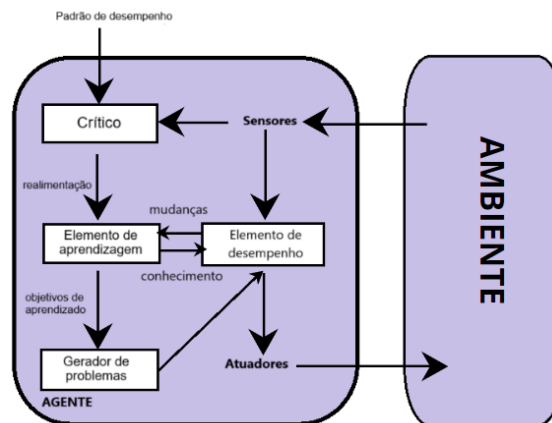 Padrão de desempenho
Crítico
Sensores
realimentação
mudanças
Elemento de
aprendizagem
Elemento de
desempenho
conhecimento
objetivos de
aprendizado
Gerador de
problemas
Atuadores
AGENTE
AMBIENTE